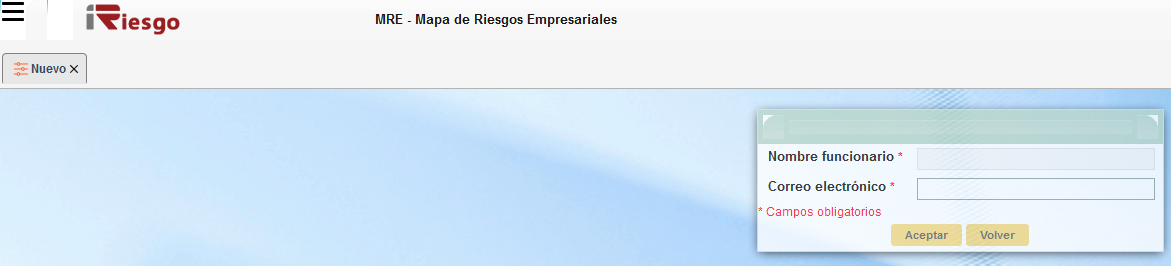 iRiesgo
MRE - Mapa de Riesgos Empresariales
Nuevo
Nombre funcionario *
Correo electrónico *
* Campos obligatorios
Aceptar Volver